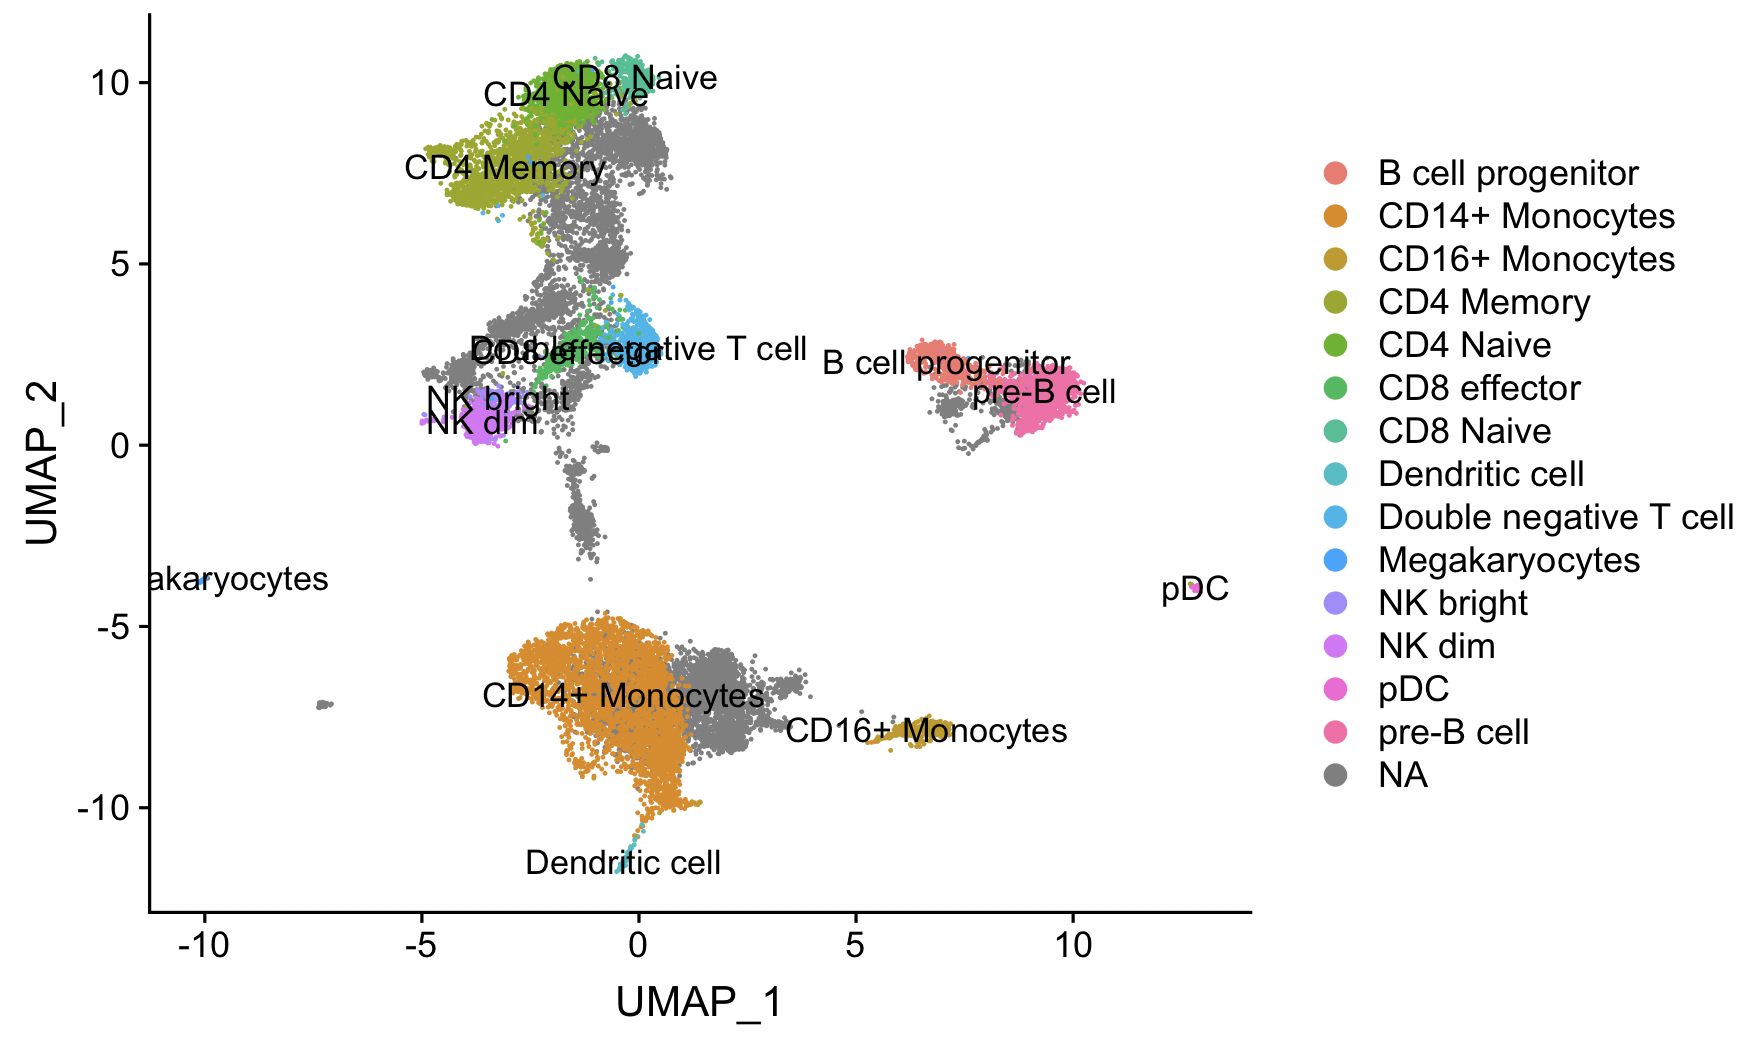 10
5
0
-5
-10
UMAP_2
CD8 Naive
CD4 Naive
CD4 Memory
Double negative T cell
CD8 effector
B cell progenitor
pre-B cell
NK bright
NK dim
akaryocytes
pDC
CD14+ Monocytes
CD16+ Monocytes
Dendritic cell
-10
-5
0
5
10
UMAP_1
B cell progenitor
CD14+ Monocytes
CD16+ Monocytes
CD4 Memory
CD4 Naive
CD8 effector
CD8 Naive
Dendritic cell
Double negative T cell
Megakaryocytes
NK bright
NK dim
pDC
pre-B cell
NA